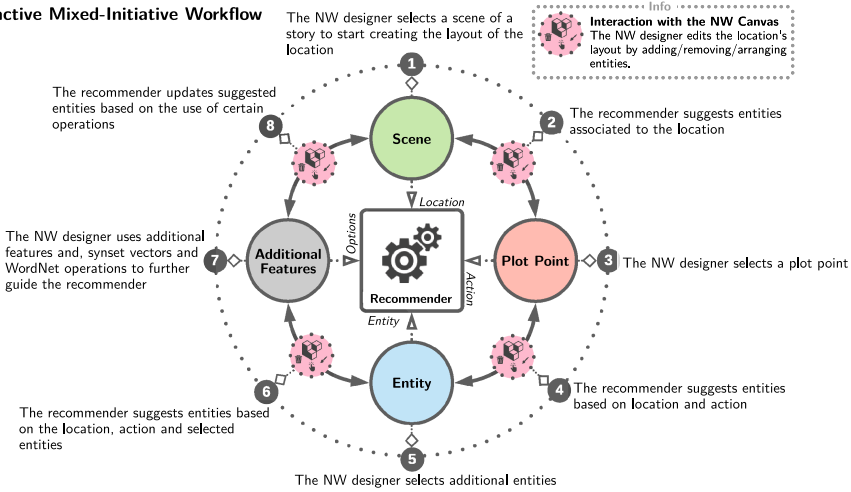 active Mixed-Initiative Workflow
The NW designer selects a scene of a
story to start creating the layout of the
location
Info
Interaction with the NW Canvas
The NW designer edits the location's
layout by adding/removing/arranging
entities.
1
The recommender updates suggested
entities based on the use of certain
operations
8
Scene
2
The recommender suggests entities
associated to the location
Location
The NW designer uses additional
features and, synset vectors and
WordNet operations to further
guide the recommender
7
Additional
Features
Options
Recommender
Action
Plot Point
3
The NW designer selects a plot point
Entity
Entity
6
The recommender suggests entities based
on the location, action and selected
entities
4
The recommender suggests entities
based on location and action
5
The NW designer selects additional entities